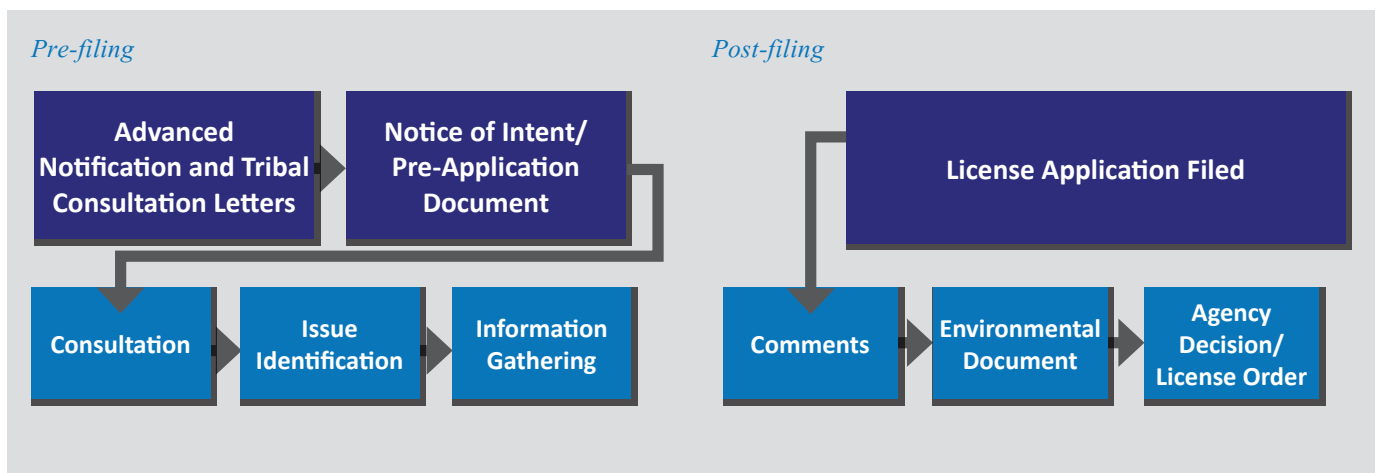 Pre-filing
Advanced
Notification and Tribal
Consultation Letters
Notice of Intent/
Pre-Application
Document
Consultation
Issue
Identification
Information
Gathering
Post-filing
License Application Filed
Comments
Environmental
Document
Agency
Decision/
License Order